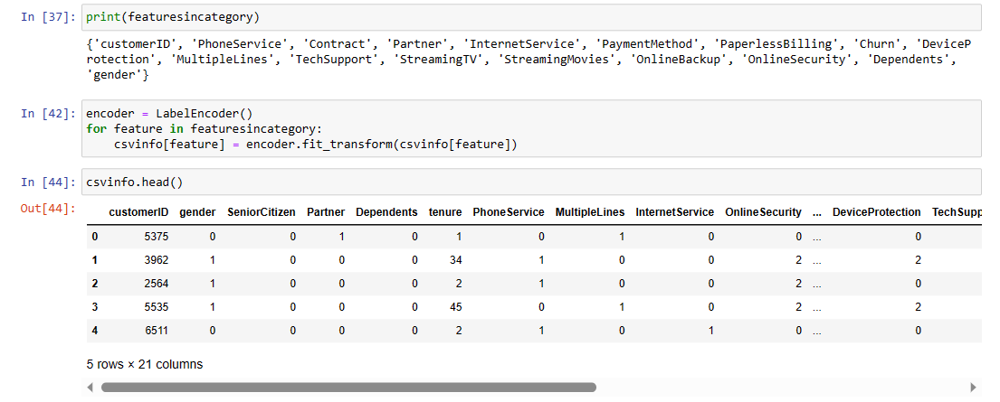 In [37]: print(featuresincategory)
{'customerID', 'PhoneService', 'Contract', 'Partner', 'InternetService', 'PaymentMethod', 'PaperlessBilling', 'Churn', 'DeviceP
rotection', 'MultipleLines', 'TechSupport', 'StreamingTV', 'StreamingMovies', 'OnlineBackup', 'OnlineSecurity', 'Dependents',
'gender'}
In [42]: encoder = LabelEncoder()
for feature in featuresincategory:
    csvinfo[feature] = encoder.fit_transform(csvinfo[feature])
In [44]: csvinfo.head()
Out[44]:
customerID gender SeniorCitizen Partner Dependents tenure PhoneService MultipleLines InternetService OnlineSecurity ... DeviceProtection TechSupp
0 5375 0 0 1 0 1 0 1 0 0 ... 0
1 3962 1 0 0 0 34 1 0 0 2 ... 2
2 2564 1 0 0 0 2 1 0 0 2 ... 0
3 5535 1 0 0 0 45 0 1 0 2 ... 2
4 6511 0 0 0 0 2 1 0 1 0 ... 0
5 rows × 21 columns